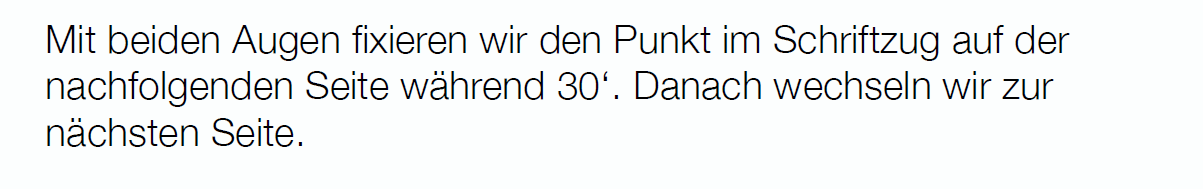 Mit beiden Augen fixieren wir den Punkt im Schriftzug auf der
nachfolgenden Seite während 30‘. Danach wechseln wir zur
nächsten Seite.